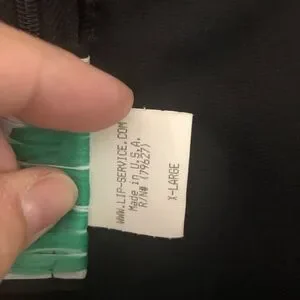 WWW.LIP-SERVICE.COM
Made in U.S.A.
R/N# (79627)
X-LARGE